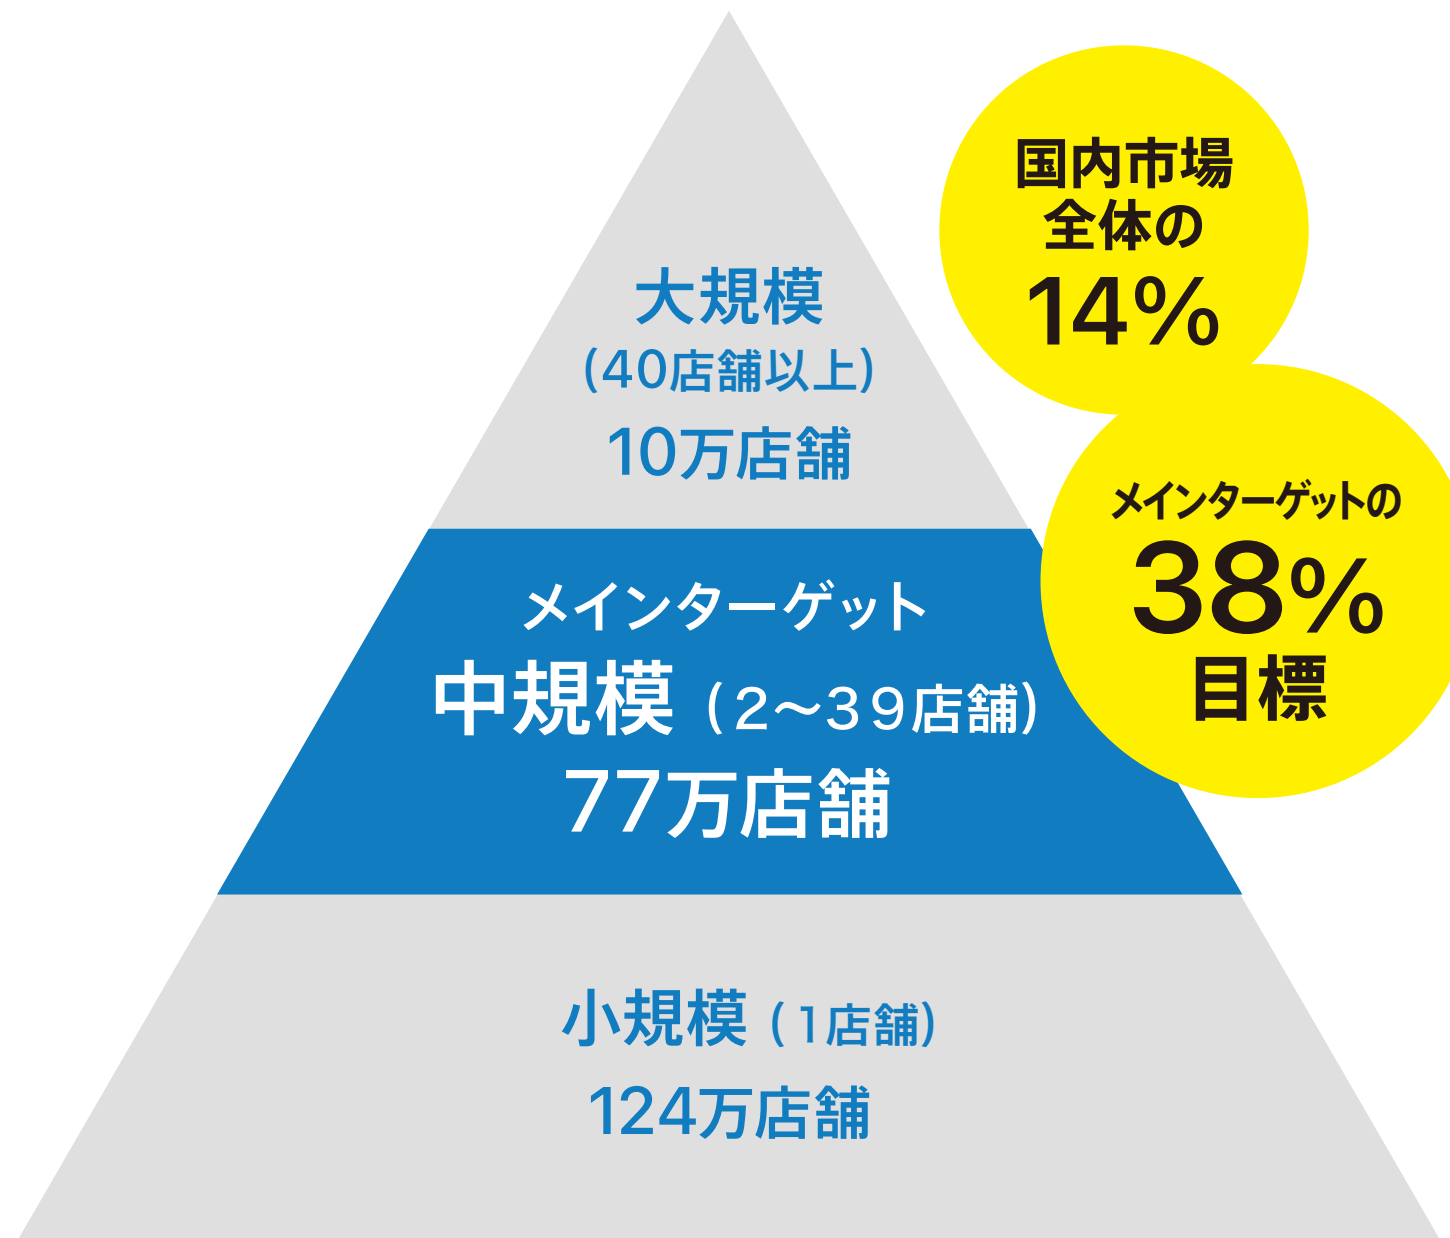 大規模
(40店舗以上)
10万店舗
国内市場
全体の
14%
メインターゲットの
38%
目標
メインターゲット
中規模（２〜３９店舗）
77万店舗
小規模（１店舗）
124万店舗